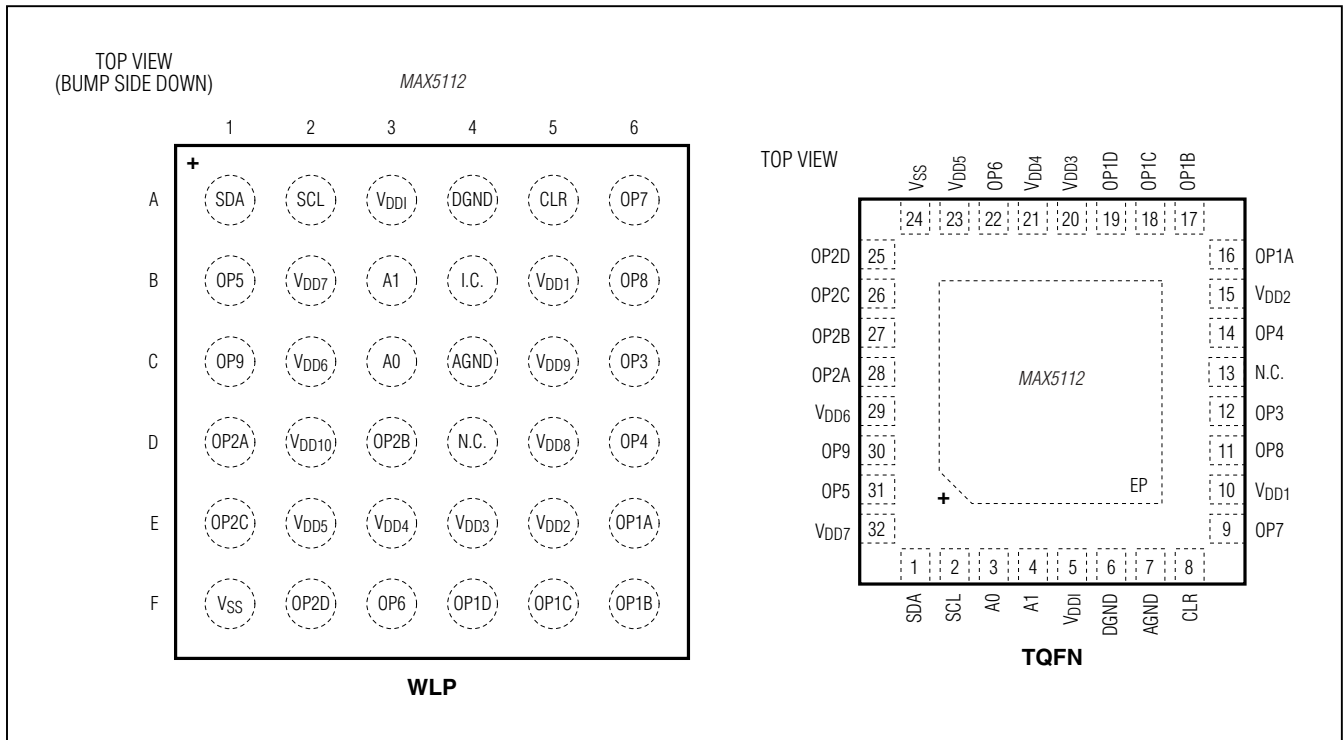 TOP VIEW
(BUMP SIDE DOWN)
MAX5112
1 2 3 4 5 6
+
A SDA SCL VDDI DGND CLR OP7
B OP5 VDD7 A1 I.C. VDD1 OP8
C OP9 VDD6 A0 AGND VDD9 OP3
D OP2A VDD10 OP2B N.C. VDD8 OP4
E OP2C VDD5 VDD4 VDD3 VDD2 OP1A
F VSS OP2D OP6 OP1D OP1C OP1B
WLP
TOP VIEW
VSS VDD5 OP6 VDD4 VDD3 OP1D OP1C OP1B
24 23 22 21 20 19 18 17
OP2D 25 16 OP1A
OP2C 26 15 VDD2
OP2B 27 14 OP4
OP2A 28 MAX5112 13 N.C.
VDD6 29 12 OP3
OP9 30 11 OP8
OP5 31 + EP 10 VDD1
VDD7 32 9 OP7
1 2 3 4 5 6 7 8
SDA SCL A0 A1 VDDI DGND AGND CLR
TQFN